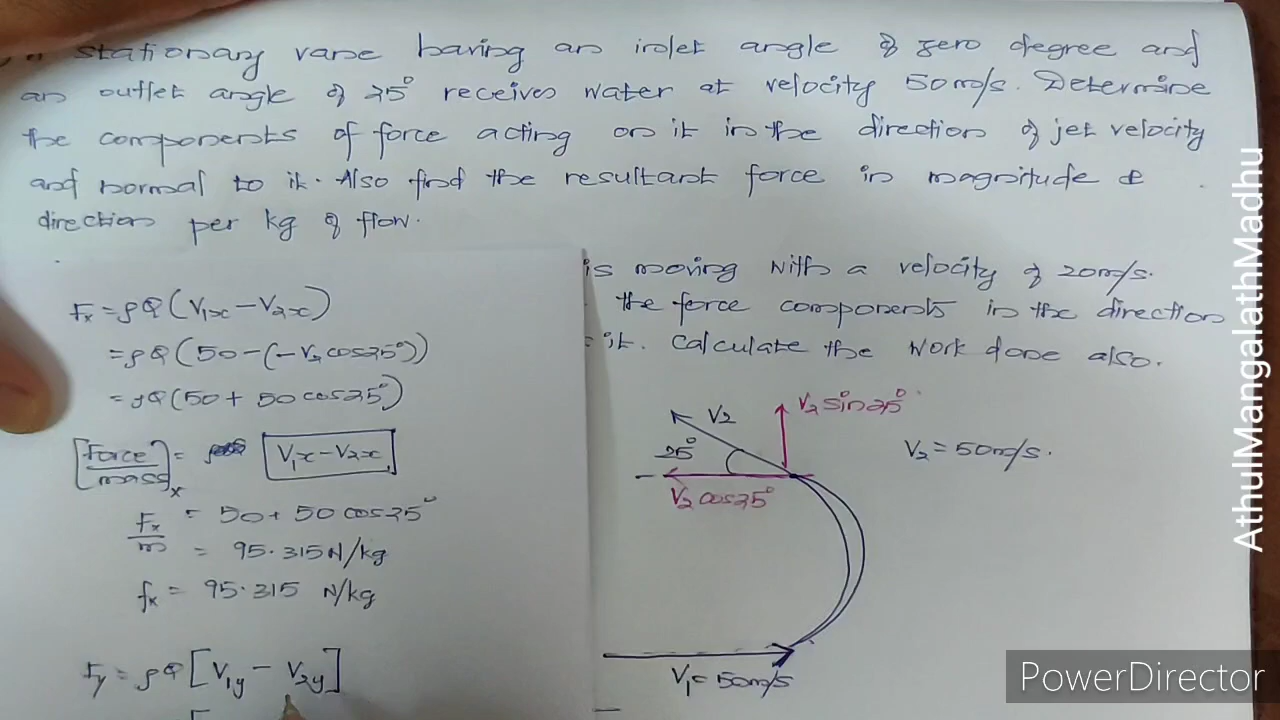 stationary vane having an inlet angle of zero degree and
an outlet angle of 25° receives water at velocity 50m/s. Determine
the components of force acting on it in the direction of jet velocity
and normal to it. Also find the resultant force in magnitude &
direction per kg of flow.
is moving with a velocity of 20m/s.
the force components in the direction
it. Calculate the work done also.
Fx = ρQ(V1x - V2x)
= ρQ(50-(-V2 cos25°))
= ρQ(50+50 cos25°)
[Force/mass]x = V1x - V2x
Fx/m = 50+50 cos25°
= 95.315N/kg
fx = 95.315 N/kg
Fy = ρQ[V1y - V2y]
V2
V2 sin25°
25°
V2 cos25°
V2 = 50m/s.
V1 = 50m/s
AthulMangalathMadhu
PowerDirector